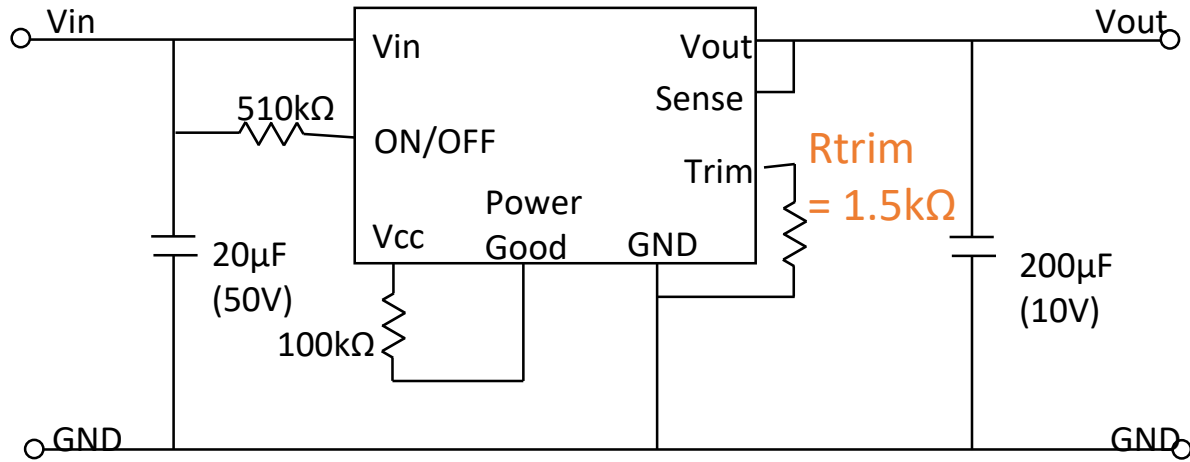 Vin
Vout
Vin
Vout
510kΩ
Sense
ON/OFF
Rtrim
= 1.5kΩ
Trim
Power
Good
Vcc
GND
20µF
(50V)
200µF
(10V)
100kΩ
GND
GND